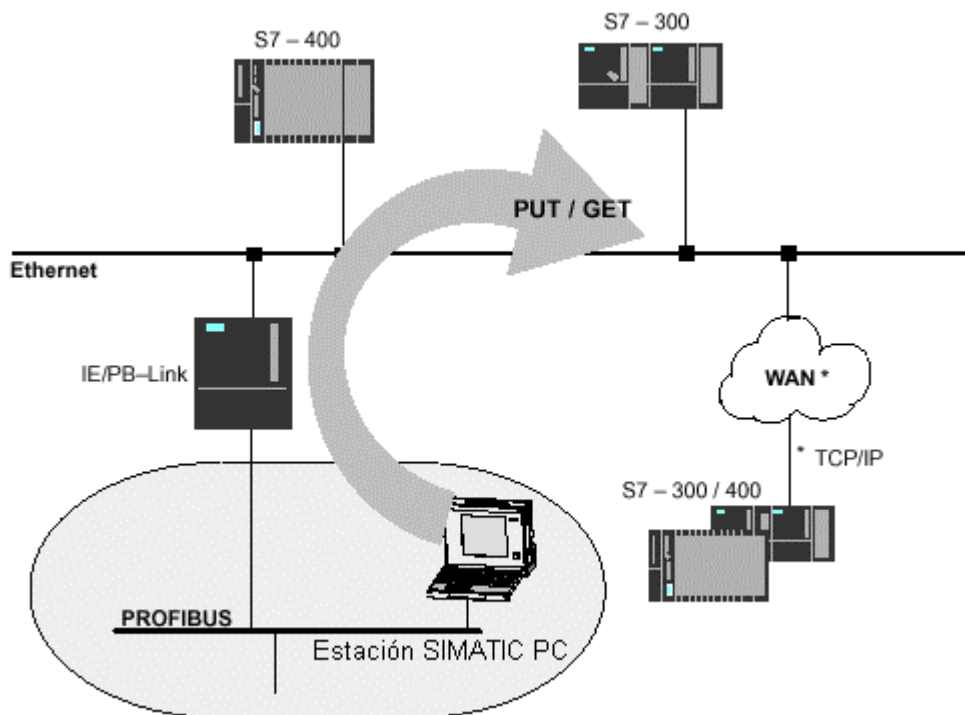 S7 – 400
S7 – 300
PUT / GET
Ethernet
IE/PB–Link
WAN *
* TCP/IP
S7 – 300 / 400
PROFIBUS
Estación SIMATIC PC